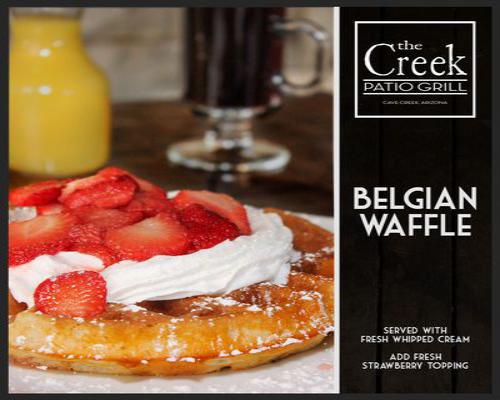 the
Creek
PATIO GRILL
CAVE CREEK, ARIZONA
BELGIAN
WAFFLE
SERVED WITH
FRESH WHIPPED CREAM
ADD FRESH
STRAWBERRY TOPPING